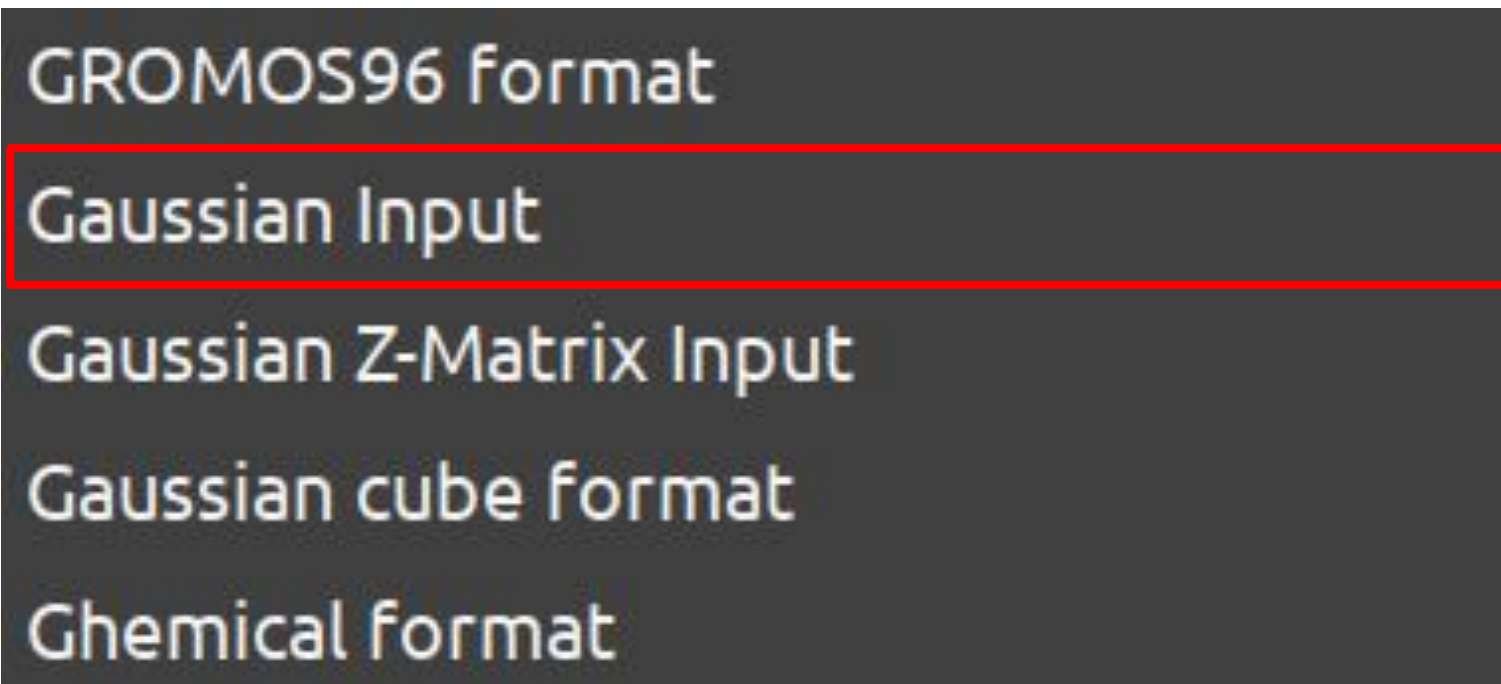 GROMOS96 format
Gaussian Input
Gaussian Z-Matrix Input
Gaussian cube format
Ghemical format